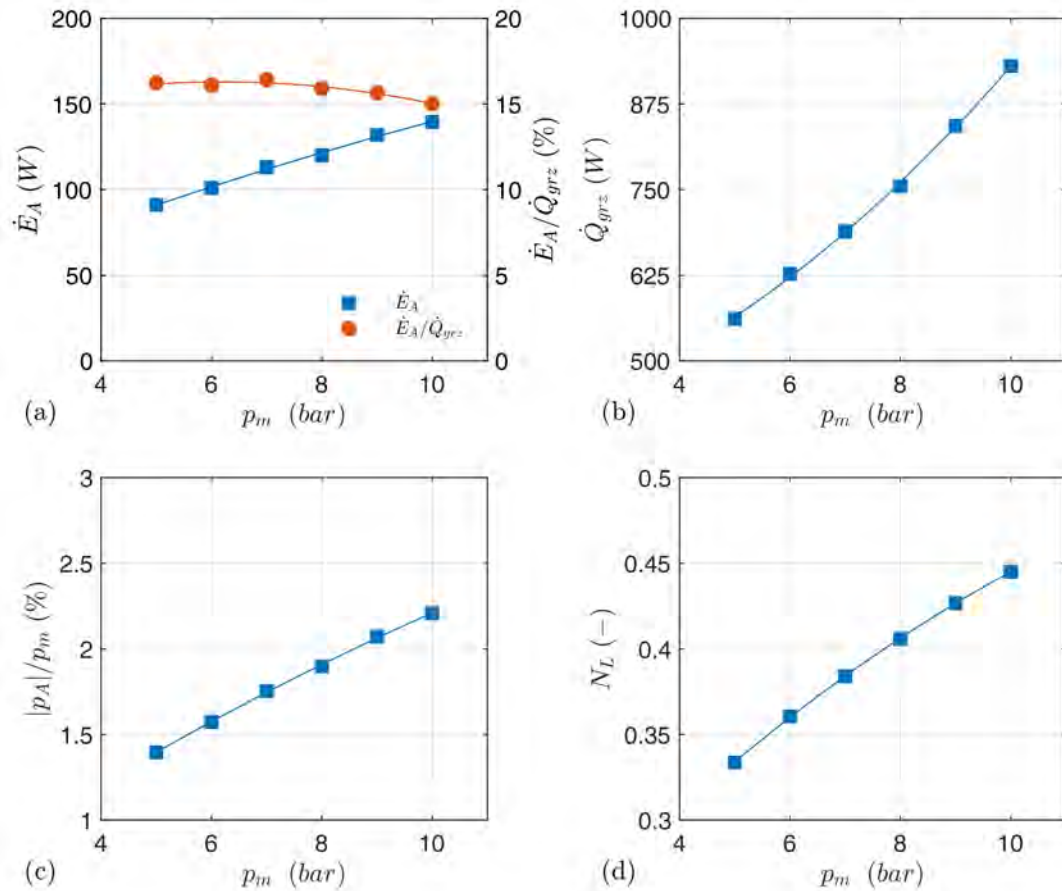 200
150
100
50
0
Ė_A (W)
20
15
10
5
0
Ė_A/Q̇_grz (%)
Ė_A
Ė_A/Q̇_grz
4 6 8 10
p_m (bar)
(a)
1000
875
750
625
500
Q̇_grz (W)
4 6 8 10
p_m (bar)
(b)
3
2.5
2
1.5
1
|p_A|/p_m (%)
4 6 8 10
p_m (bar)
(c)
0.5
0.45
0.4
0.35
0.3
N_L (−)
4 6 8 10
p_m (bar)
(d)